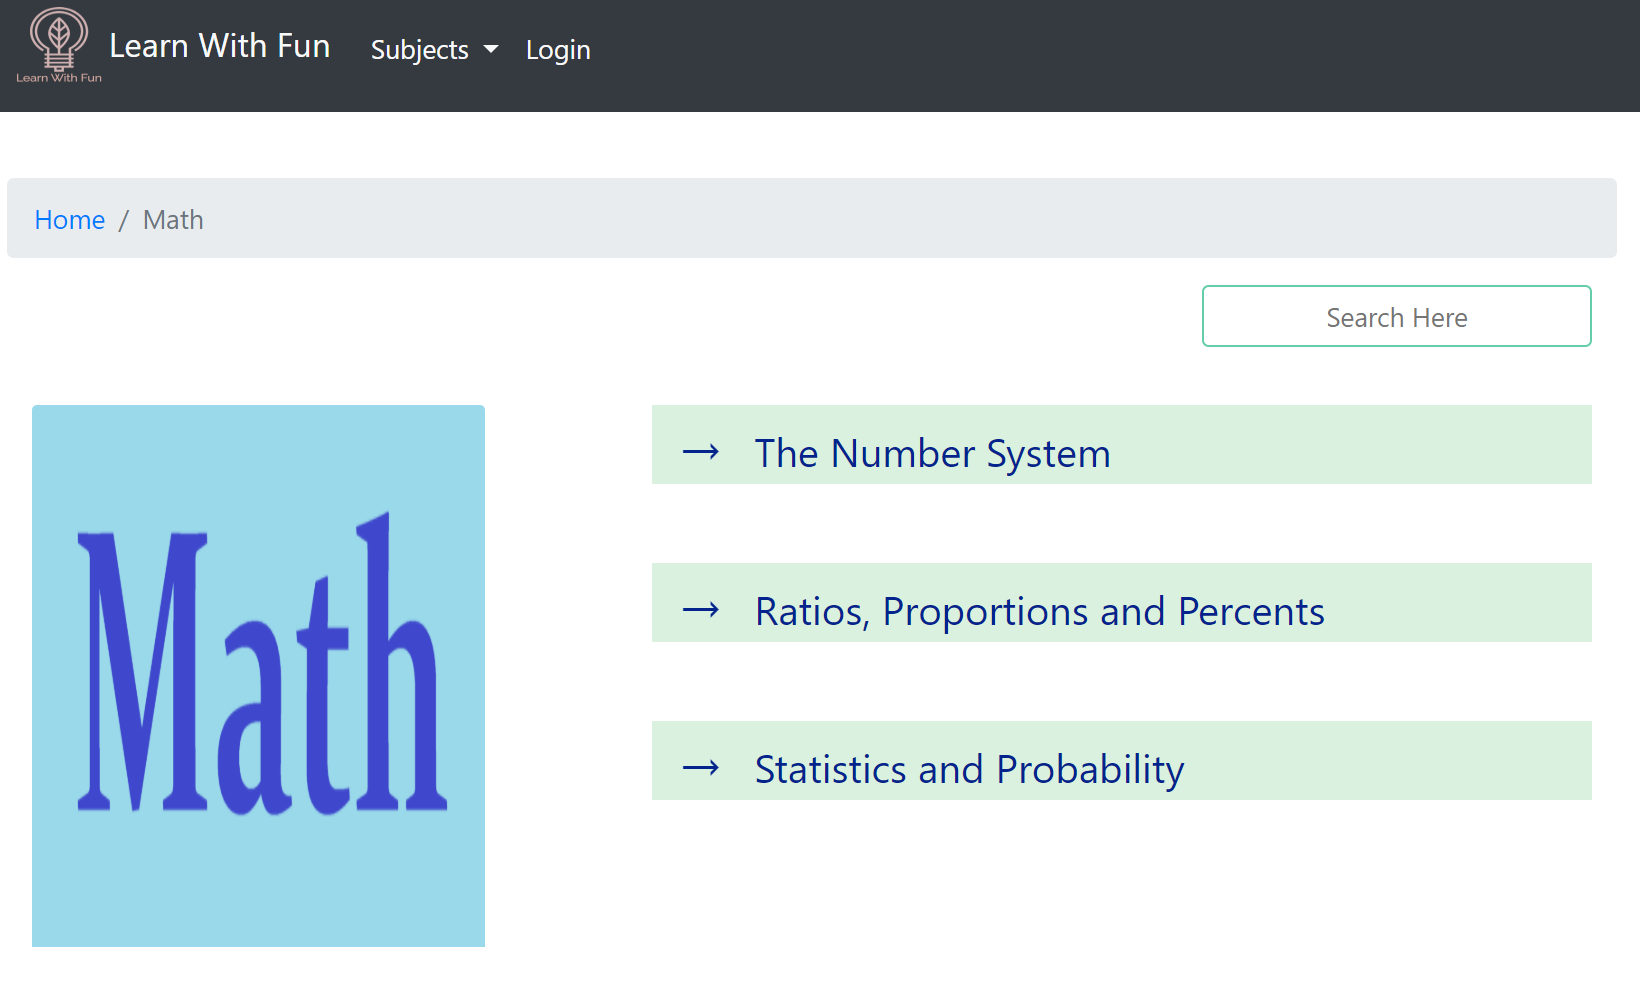 Learn With Fun
Learn With Fun
Subjects
Login
Home / Math
Search Here
Math
→ The Number System
→ Ratios, Proportions and Percents
→ Statistics and Probability